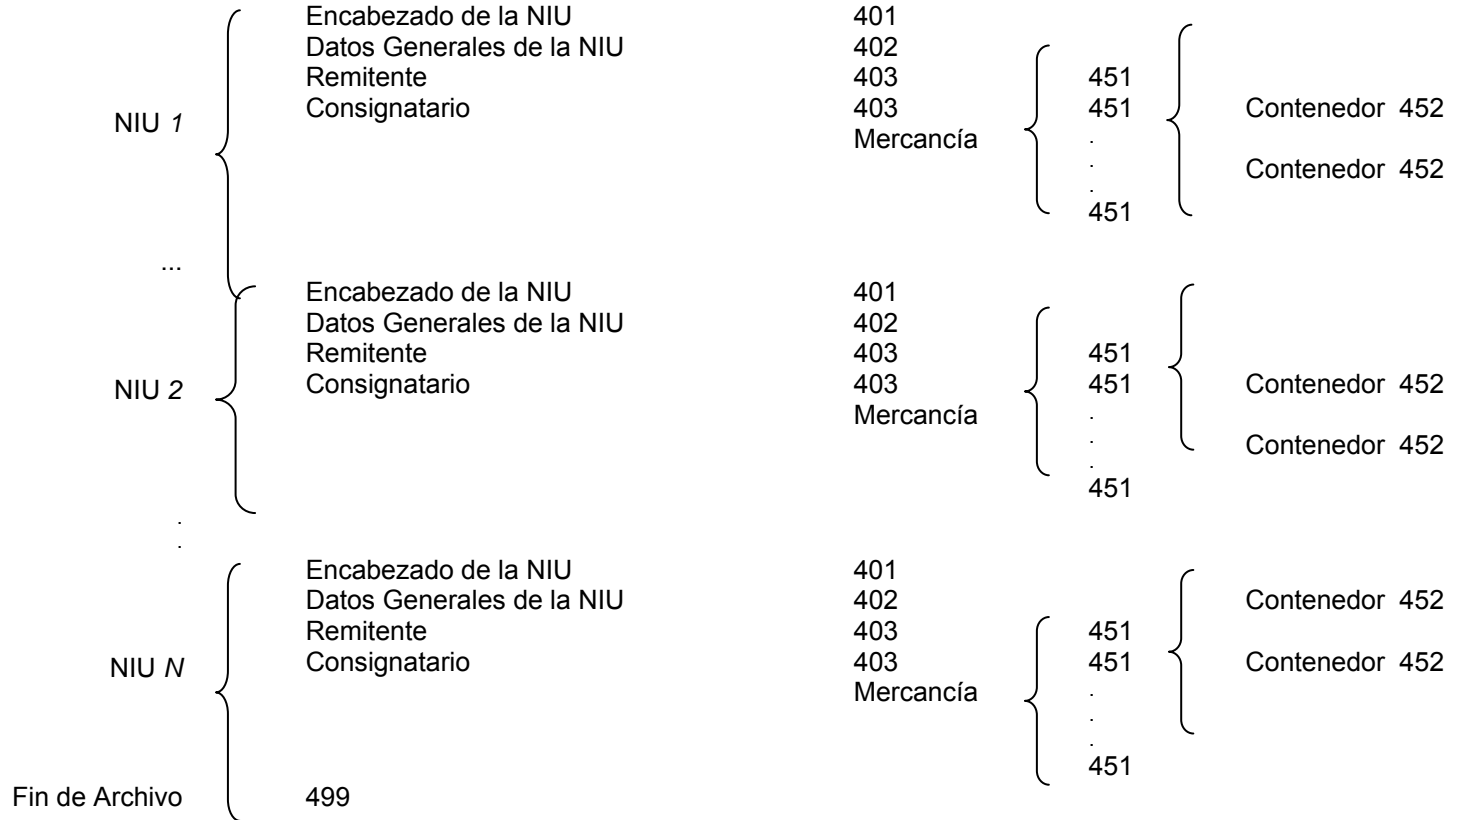 Encabezado de la NIU 401
Datos Generales de la NIU 402
Remitente 403 451
Consignatario 403 451 Contenedor 452
NIU 1
Mercancía .
. Contenedor 452
.
451
...
Encabezado de la NIU 401
Datos Generales de la NIU 402
Remitente 403 451
NIU 2 Consignatario 403 451 Contenedor 452
Mercancía .
. Contenedor 452
.
451
.
.
Encabezado de la NIU 401
Datos Generales de la NIU 402 Contenedor 452
Remitente 403 451
NIU N Consignatario 403 451 Contenedor 452
Mercancía .
.
.
451
Fin de Archivo 499